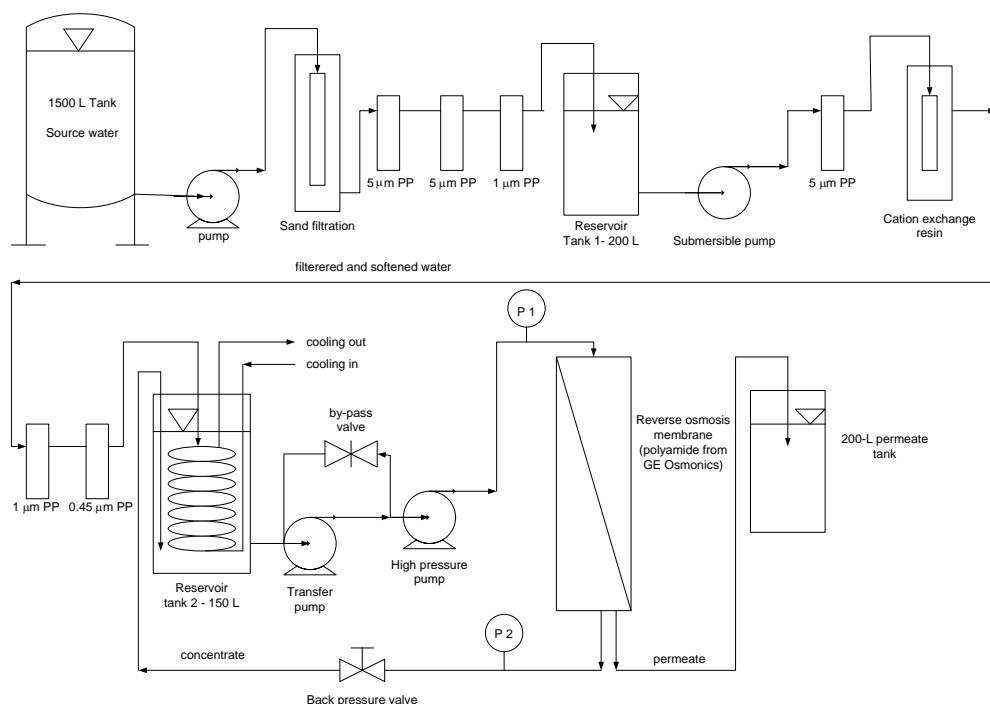 1500 L Tank
Source water
pump
Sand filtration
5 μm PP
5 μm PP
1 μm PP
Reservoir
Tank 1- 200 L
Submersible pump
5 μm PP
Cation exchange
resin
filterered and softened water
P 1
cooling out
cooling in
by-pass
valve
Reverse osmosis
membrane
(polyamide from
GE Osmonics)
200-L permeate
tank
1 μm PP
0.45 μm PP
Reservoir
tank 2 - 150 L
Transfer
pump
High pressure
pump
P 2
concentrate
permeate
Back pressure valve